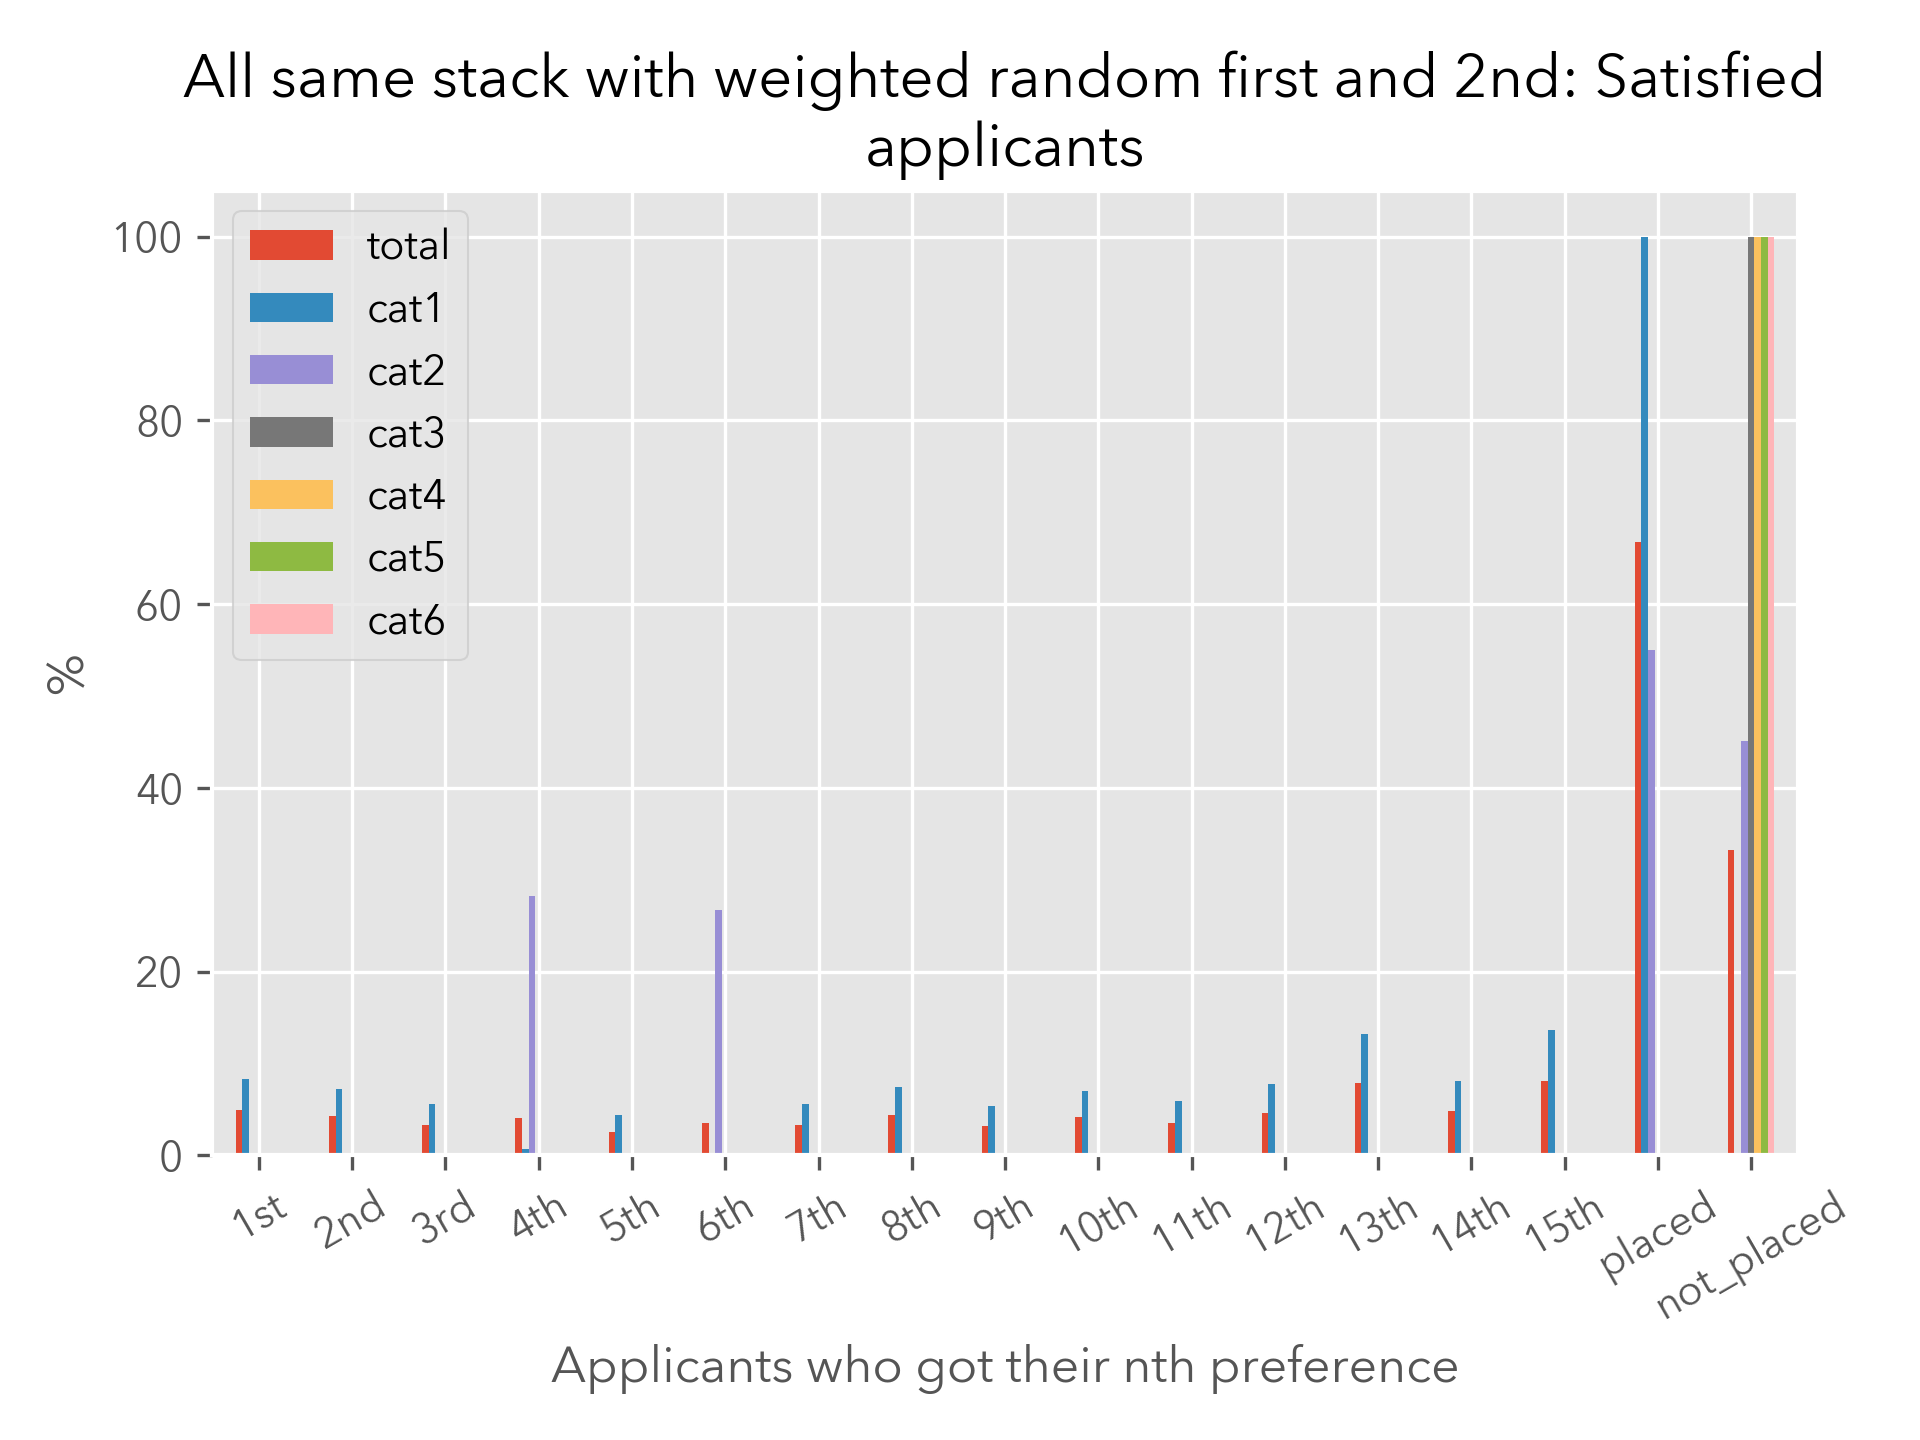 All same stack with weighted random first and 2nd: Satisfied
applicants
total
cat1
cat2
cat3
cat4
cat5
cat6
%
100
80
60
40
20
0
1st 2nd 3rd 4th 5th 6th 7th 8th 9th 10th 11th 12th 13th 14th 15th placed not_placed
Applicants who got their nth preference